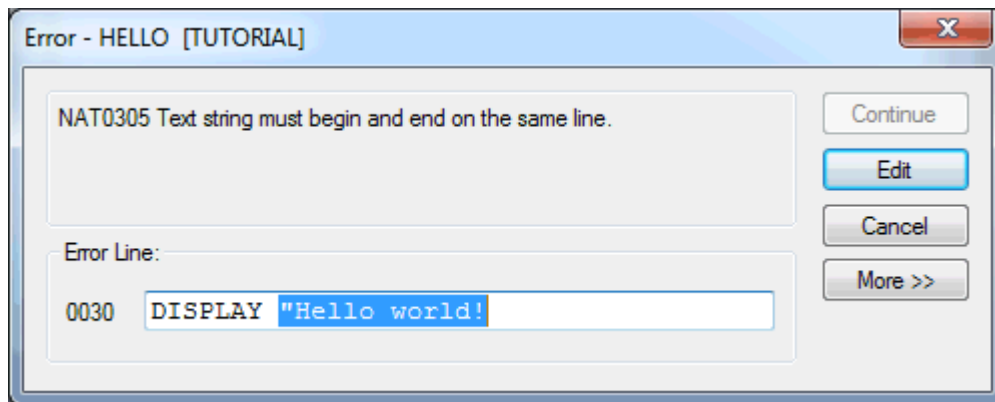 Error - HELLO [TUTORIAL]
NAT0305 Text string must begin and end on the same line.
Continue
Edit
Cancel
More >>
Error Line:
0030 DISPLAY "Hello world!